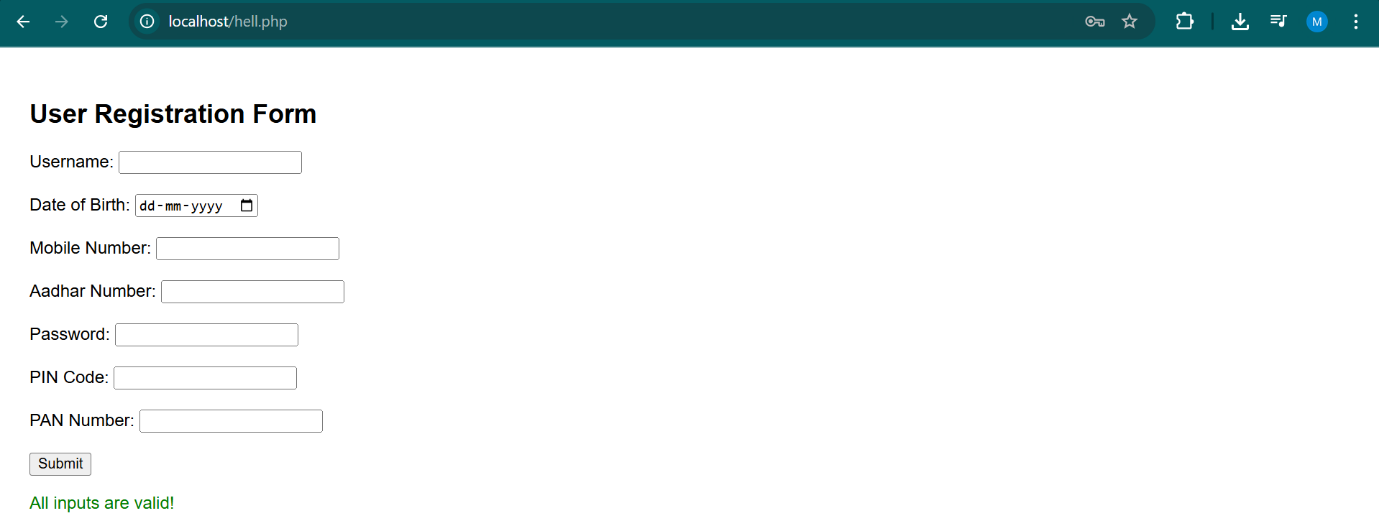 localhost/hell.php
M
User Registration Form
Username:
Date of Birth: dd-mm-yyyy
Mobile Number:
Aadhar Number:
Password:
PIN Code:
PAN Number:
Submit
All inputs are valid!